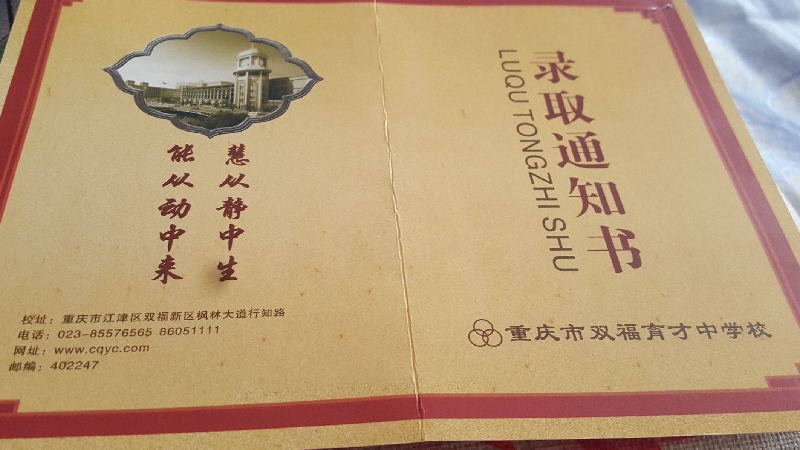 慧从静中生
能从动中来
校址：重庆市江津区双福新区枫林大道行知路
电话：023-85576565 86051111
网址：www.cqyc.com
邮编：402247
录取通知书
LUQU TONGZHI SHU
重庆市双福育才中学校